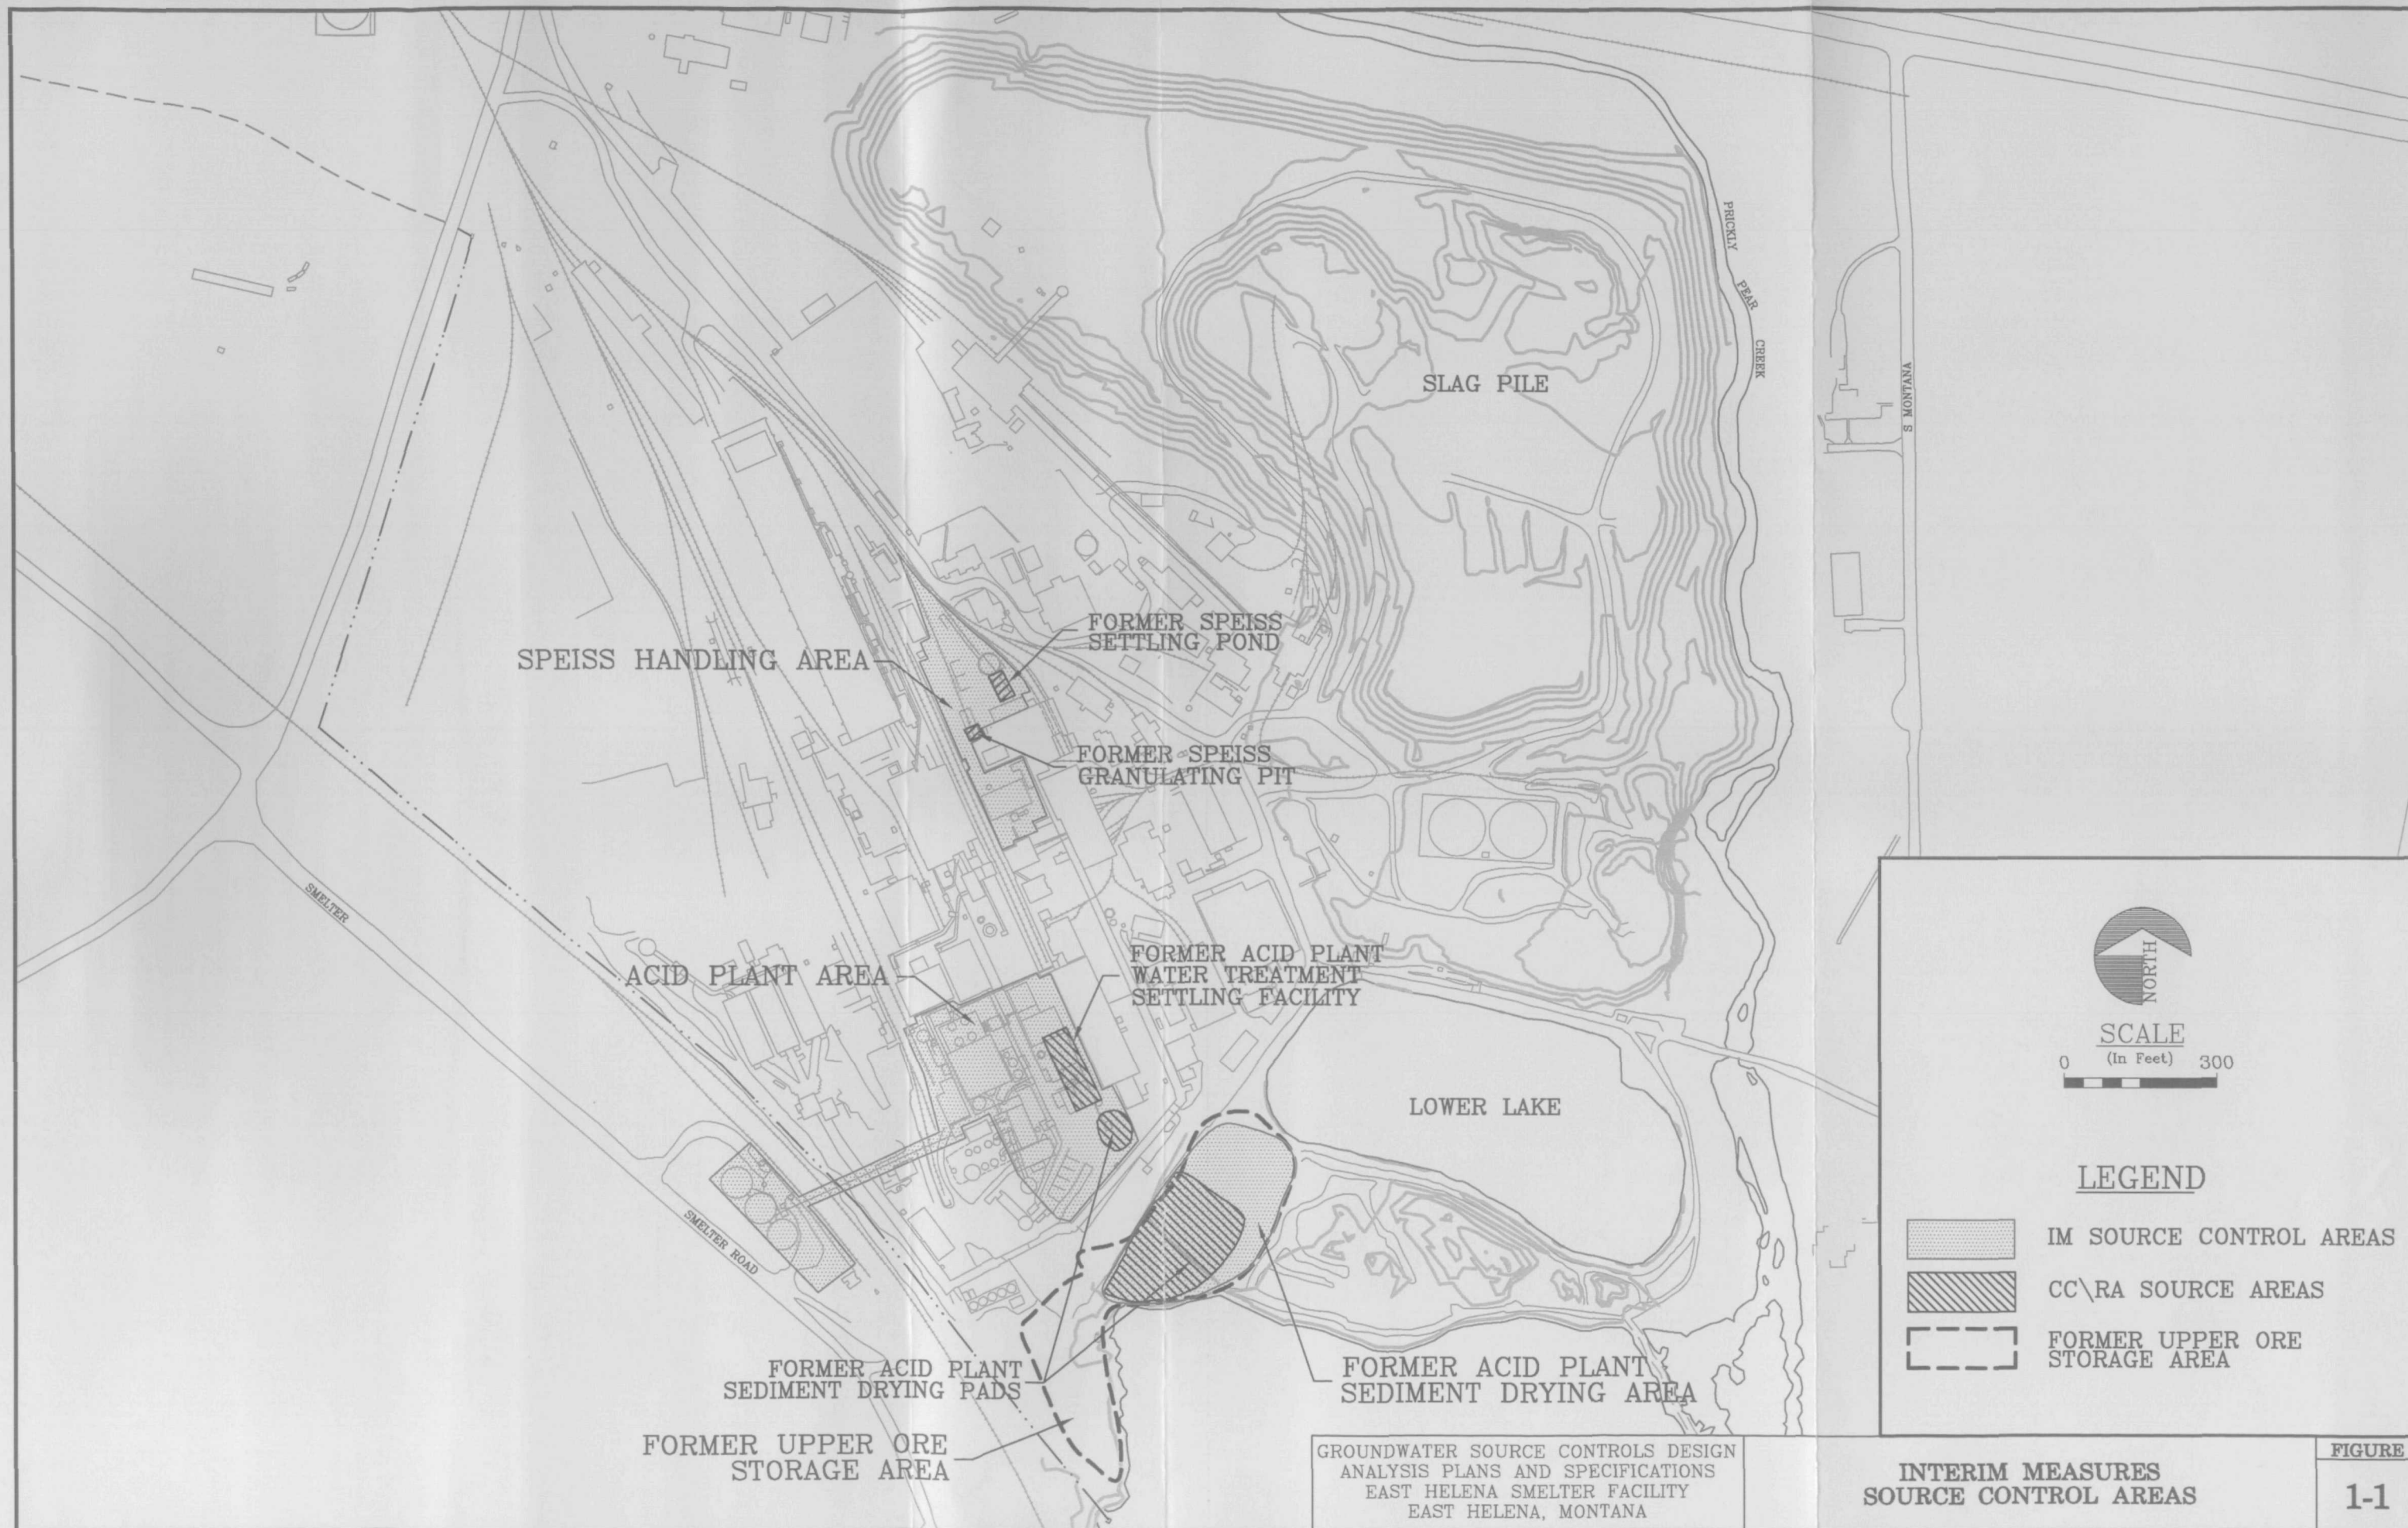 PRICKLY
PEAR
CREEK
S MONTANA
SLAG PILE
FORMER SPEISS
SETTLING POND
SPEISS HANDLING AREA
FORMER SPEISS
GRANULATING PIT
SMELTER
FORMER ACID PLANT
WATER TREATMENT
SETTLING FACILITY
ACID PLANT AREA
LOWER LAKE
SMELTER ROAD
FORMER ACID PLANT
SEDIMENT DRYING PADS
FORMER ACID PLANT
SEDIMENT DRYING AREA
FORMER UPPER ORE
STORAGE AREA
NORTH
SCALE
0 (In Feet) 300
LEGEND
IM SOURCE CONTROL AREAS
CC\RA SOURCE AREAS
FORMER UPPER ORE
STORAGE AREA
GROUNDWATER SOURCE CONTROLS DESIGN
ANALYSIS PLANS AND SPECIFICATIONS
EAST HELENA SMELTER FACILITY
EAST HELENA, MONTANA
INTERIM MEASURES
SOURCE CONTROL AREAS
FIGURE
1-1